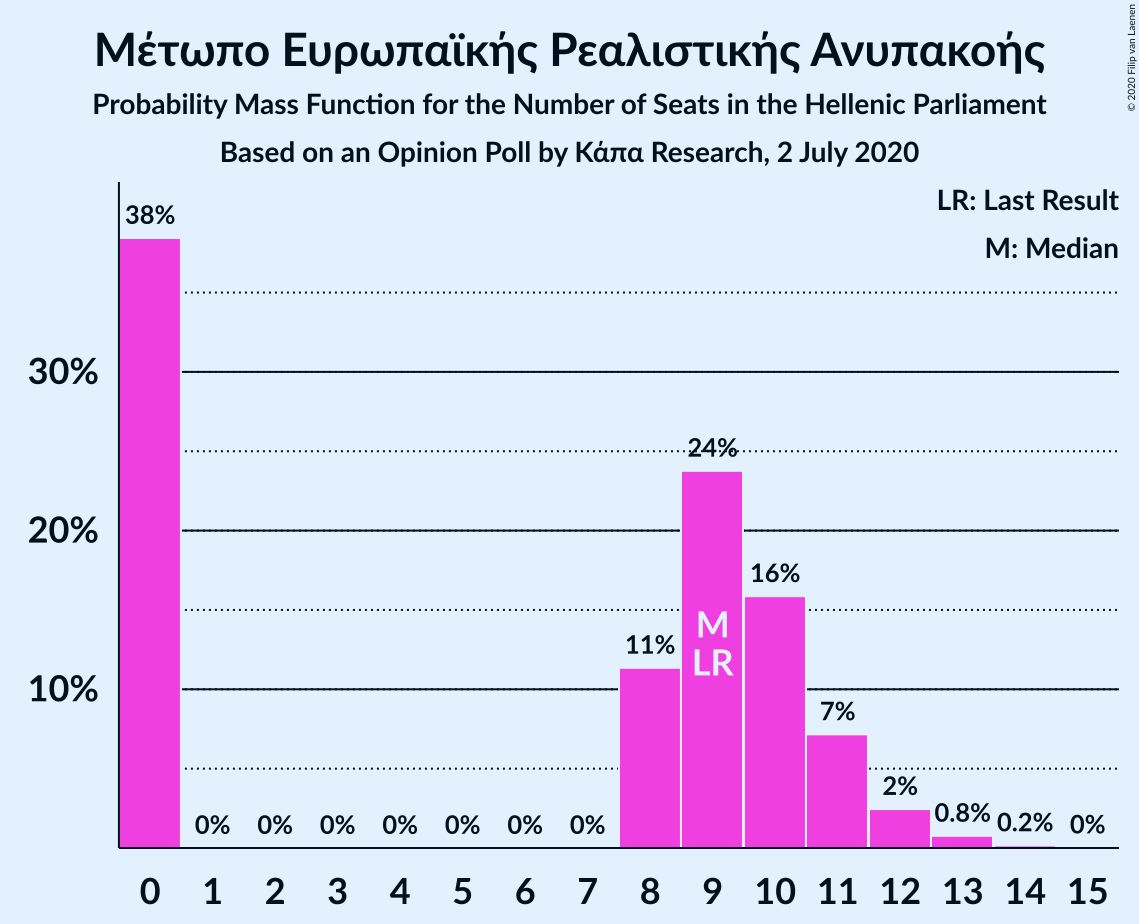 Μέτωπο Ευρωπαϊκής Ρεαλιστικής Ανυπακοής
Probability Mass Function for the Number of Seats in the Hellenic Parliament
Based on an Opinion Poll by Κάπα Research, 2 July 2020
© 2020 Filip van Laenen
LR: Last Result
M: Median
38%
30%
24%
20%
16%
M
11%
LR
10%
7%
2%
0% 0% 0% 0% 0% 0% 0% 0.8% 0.2% 0%
0 1 2 3 4 5 6 7 8 9 10 11 12 13 14 15